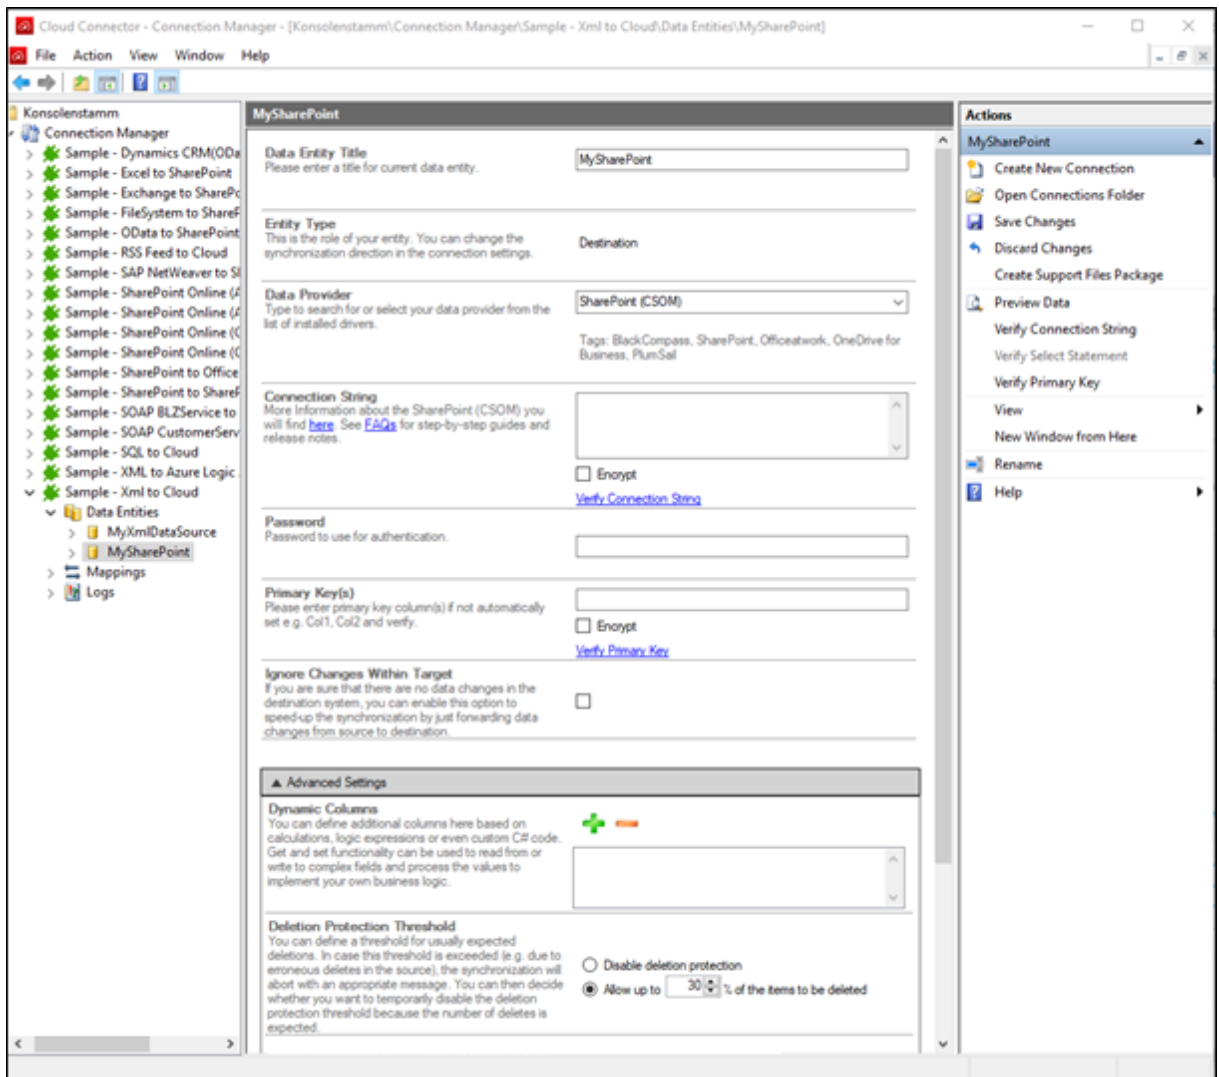 Cloud Connector - Connection Manager - [Konsolenstamm\Connection Manager\Sample - Xml to Cloud\Data Entities\MySharePoint]
File Action View Window Help
Konsolenstamm
Connection Manager
Sample - Dynamics CRM(ODa
Sample - Excel to SharePoint
Sample - Exchange to SharePo
Sample - FileSystem to ShareP
Sample - OData to SharePoint
Sample - RSS Feed to Cloud
Sample - SAP NetWeaver to SI
Sample - SharePoint Online (A
Sample - SharePoint Online (A
Sample - SharePoint Online (C
Sample - SharePoint Online (C
Sample - SharePoint to Office
Sample - SharePoint to ShareP
Sample - SOAP BLZService to
Sample - SOAP CustomerServ
Sample - SQL to Cloud
Sample - XML to Azure Logic
Sample - Xml to Cloud
Data Entities
MyXmlDataSource
MySharePoint
Mappings
Logs
MySharePoint
Data Entity Title
Please enter a title for current data entity.
MySharePoint
Entity Type
This is the role of your entity. You can change the
synchronization direction in the connection settings.
Destination
Data Provider
Type to search for or select your data provider from the
list of installed drivers.
SharePoint (CSOM)
Tags: BlackCompass, SharePoint, Officeatwork, OneDrive for
Business, PlumSail
Connection String
More Information about the SharePoint (CSOM) you
will find here. See FAQs for step-by-step guides and
release notes.
Encrypt
Verify Connection String
Password
Password to use for authentication.
Primary Key(s)
Please enter primary key column(s) if not automatically
set e.g. Col1, Col2 and verify.
Encrypt
Verify Primary Key
Ignore Changes Within Target
If you are sure that there are no data changes in the
destination system, you can enable this option to
speed-up the synchronization by just forwarding data
changes from source to destination.
Advanced Settings
Dynamic Columns
You can define additional columns here based on
calculations, logic expressions or even custom C# code.
Get and set functionality can be used to read from or
write to complex fields and process the values to
implement your own business logic.
Deletion Protection Threshold
You can define a threshold for usually expected
deletions. In case this threshold is exceeded (e.g. due to
erroneous deletes in the source), the synchronization will
abort with an appropriate message. You can then decide
whether you want to temporarily disable the deletion
protection threshold because the number of deletes is
expected.
Disable deletion protection
Allow up to 30 % of the items to be deleted
Actions
MySharePoint
Create New Connection
Open Connections Folder
Save Changes
Discard Changes
Create Support Files Package
Preview Data
Verify Connection String
Verify Select Statement
Verify Primary Key
View
New Window from Here
Rename
Help